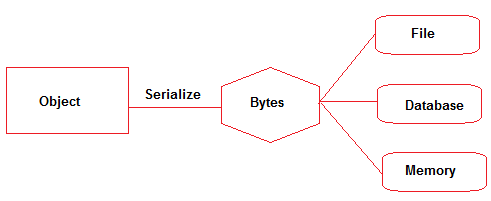 Object
Serialize
Bytes
File
Database
Memory